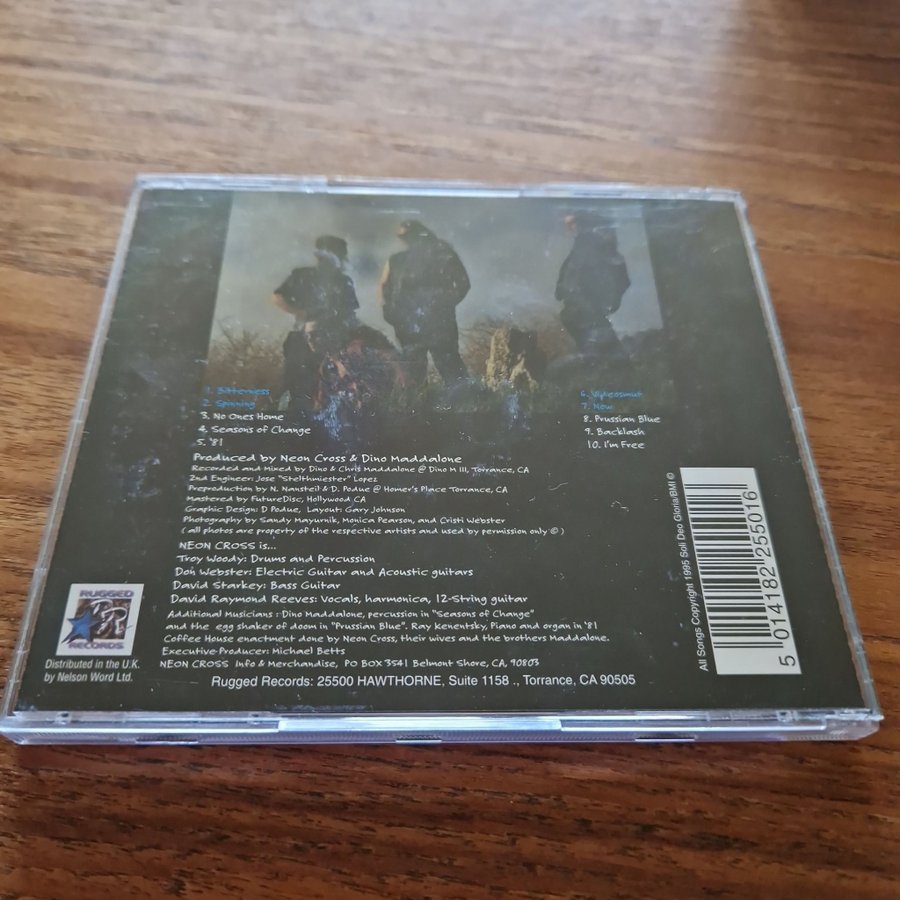 1. Bitterness
2. Spinning
3. No Ones Home
4. Seasons of Change
5. '81
6. Videosmut
7. Now
8. Prussian Blue
9. Backlash
10. I'm Free
Produced by Neon Cross & Dino Maddalone
Recorded and Mixed by Dino & Chris Maddalone @ Dino M III, Torrance, CA
2nd Engineer: Jose "Stelthmiester" Lopez
Preproduction by N. Nansteil & D. Podue @ Homer's Place Torrance, CA
Mastered by FutureDisc, Hollywood CA
Graphic Design: D Podue, Layout: Gary Johnson
Photography by Sandy Mayurnik, Monica Pearson, and Cristi Webster
( all photos are property of the respective artists and used by permission only © )
NEON CROSS is...
Troy Woody: Drums and Percussion
Don Webster: Electric Guitar and Acoustic guitars
David Starkey: Bass Guitar
David Raymond Reeves: Vocals, harmonica, 12-String guitar
Additional Musicians : Dino Maddalone, percussion in "Seasons of Change"
and the egg shaker of doom in "Prussian Blue". Ray Kenentsky, Piano and organ in '81
Coffee House enactment done by Neon Cross, their wives and the brothers Maddalone.
Executive Producer: Michael Betts
NEON CROSS Info & Merchandise, PO BOX 3541 Belmont Shore, CA, 90803
Rugged Records: 25500 HAWTHORNE, Suite 1158 ., Torrance, CA 90505
RUGGED
RECORDS
Distributed in the U.K.
by Nelson Word Ltd.
All Songs Copyright 1995 Soli Deo Gloria/BMI ©
5 014182 255016